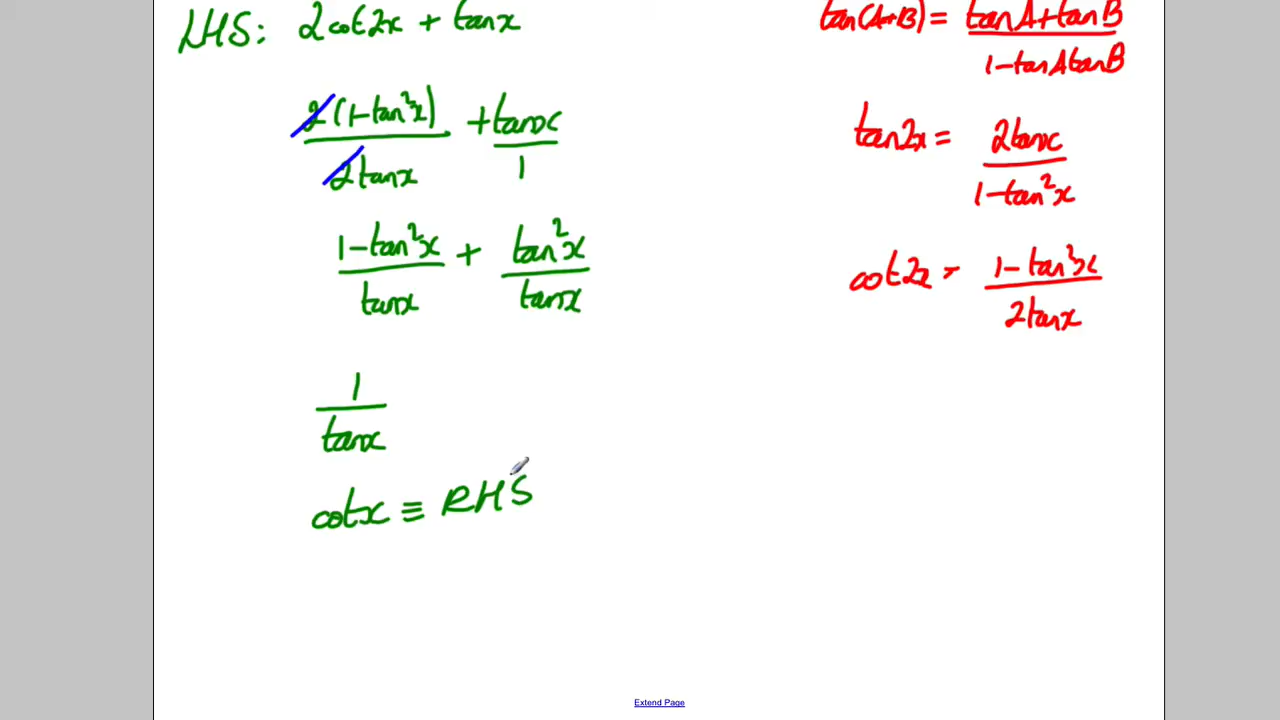 LHS: 2cot2x + tanx
2(1-tan²x)/2tanx + tanx/1
(1-tan²x)/tanx + tan²x/tanx
1/tanx
cotx ≡ RHS
tan(A+B) = (tanA+tanB)/(1-tanAtanB)
tan2x = 2tanx/(1-tan²x)
cot2x = (1-tan²x)/2tanx
Extend Page